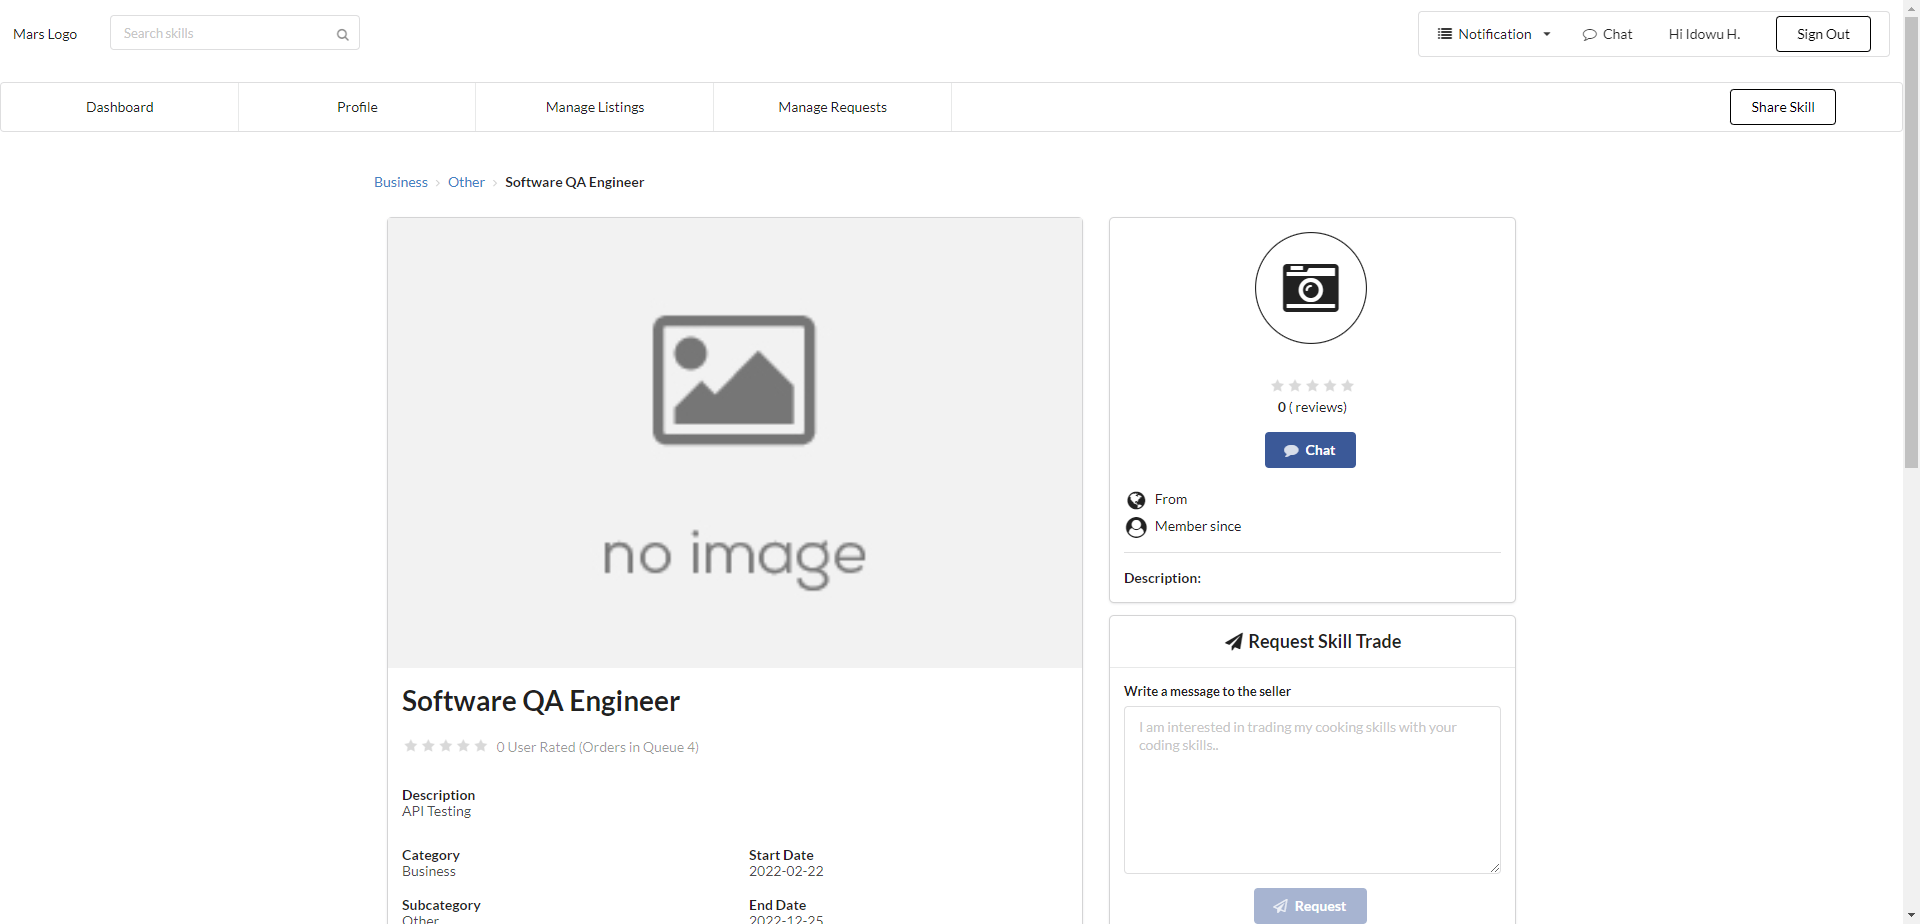 Mars Logo
Search skills
Notification
Chat
Hi Idowu H.
Sign Out
Dashboard
Profile
Manage Listings
Manage Requests
Share Skill
Business › Other › Software QA Engineer
no image
Software QA Engineer
0 User Rated (Orders in Queue 4)
Description
API Testing
Category
Business
Start Date
2022-02-22
Subcategory
Other
End Date
2022-12-25
0 ( reviews)
Chat
From
Member since
Description:
Request Skill Trade
Write a message to the seller
I am interested in trading my cooking skills with your
coding skills..
Request